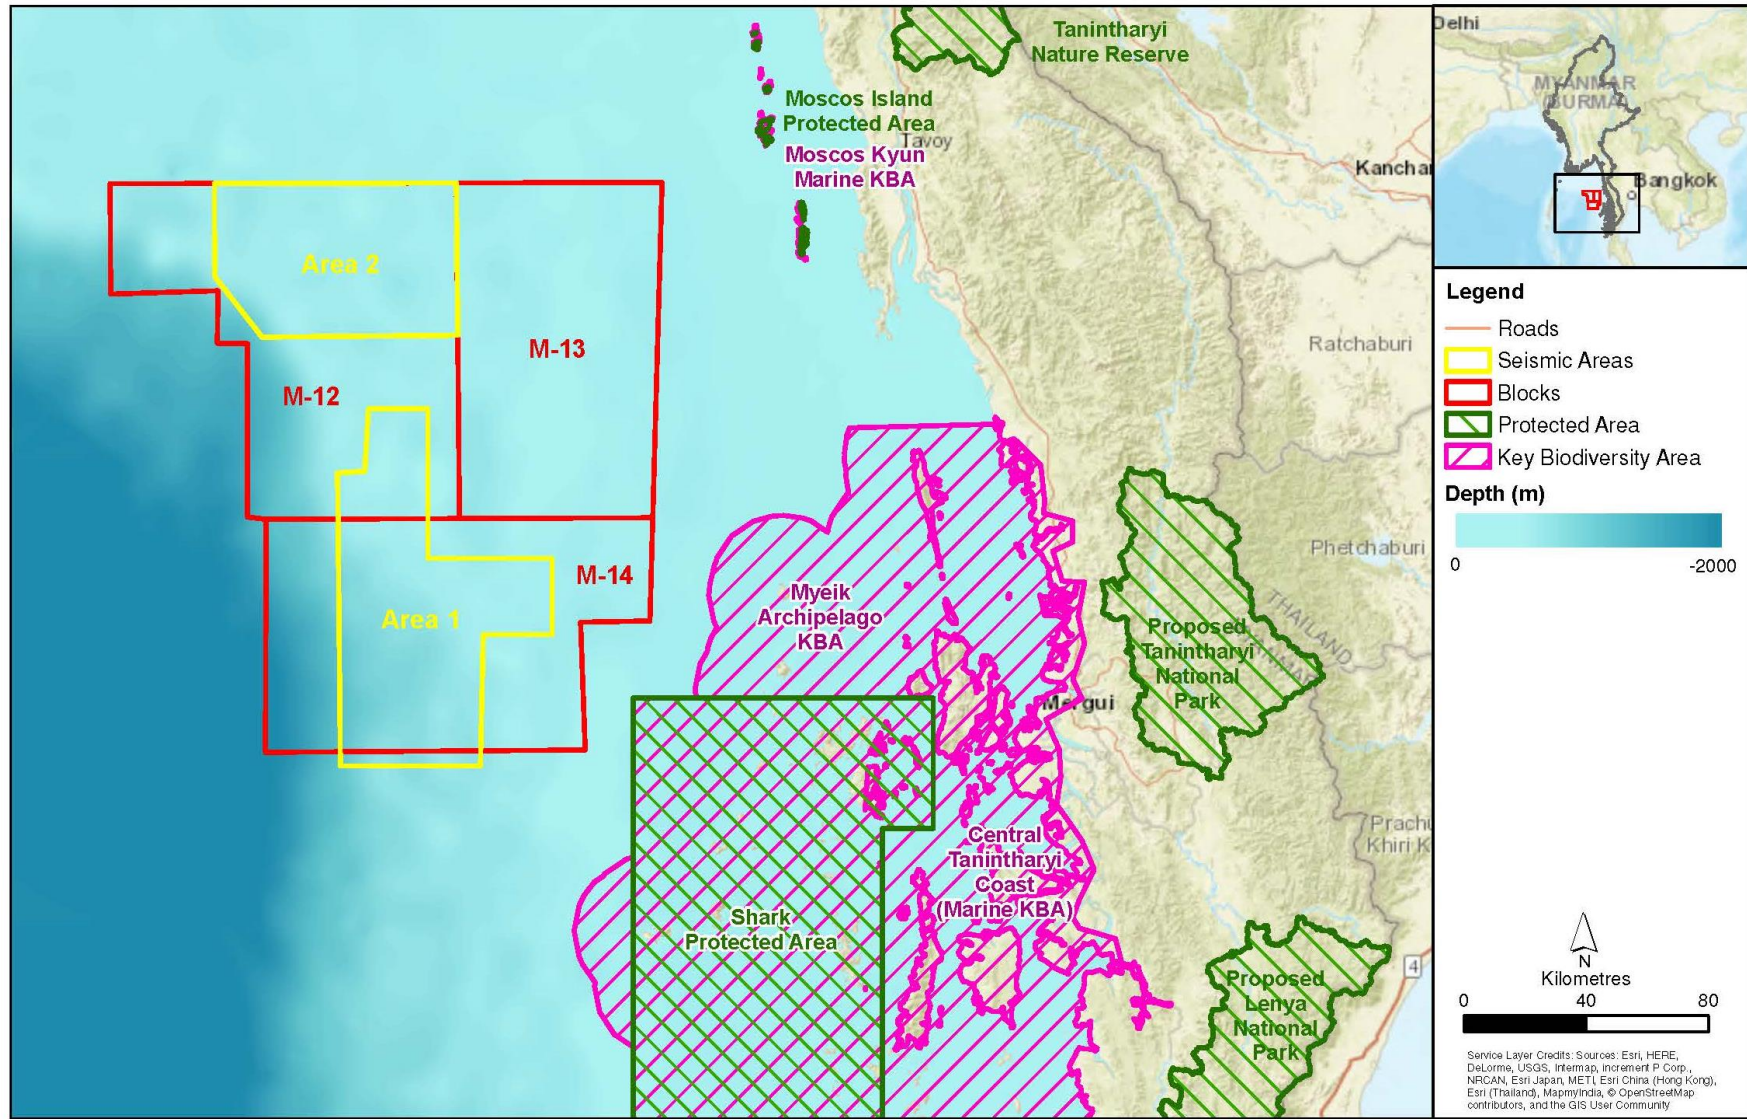 Tanintharyi
Nature Reserve
Moscos Island
Protected Area
Tavoy
Moscos Kyun
Marine KBA
Kanchar
Area 2
M-13
M-12
Ratchaburi
Phetchaburi
M-14
Area 1
Myeik
Archipelago
KBA
THAILAND
Proposed
Tanintharyi
National
Park
Mergui
Prachu
Khiri K
Central
Tanintharyi
Coast
(Marine KBA)
Shark
Protected Area
4
Proposed
Lenya
National
Park
Delhi
MYANMAR
(BURMA)
Bangkok
Legend
Roads
Seismic Areas
Blocks
Protected Area
Key Biodiversity Area
Depth (m)
0 -2000
N
Kilometres
0 40 80
Service Layer Credits: Sources: Esri, HERE,
DeLorme, USGS, Intermap, increment P Corp.,
NRCAN, Esri Japan, METI, Esri China (Hong Kong),
Esri (Thailand), MapmyIndia, © OpenStreetMap
contributors, and the GIS User Community